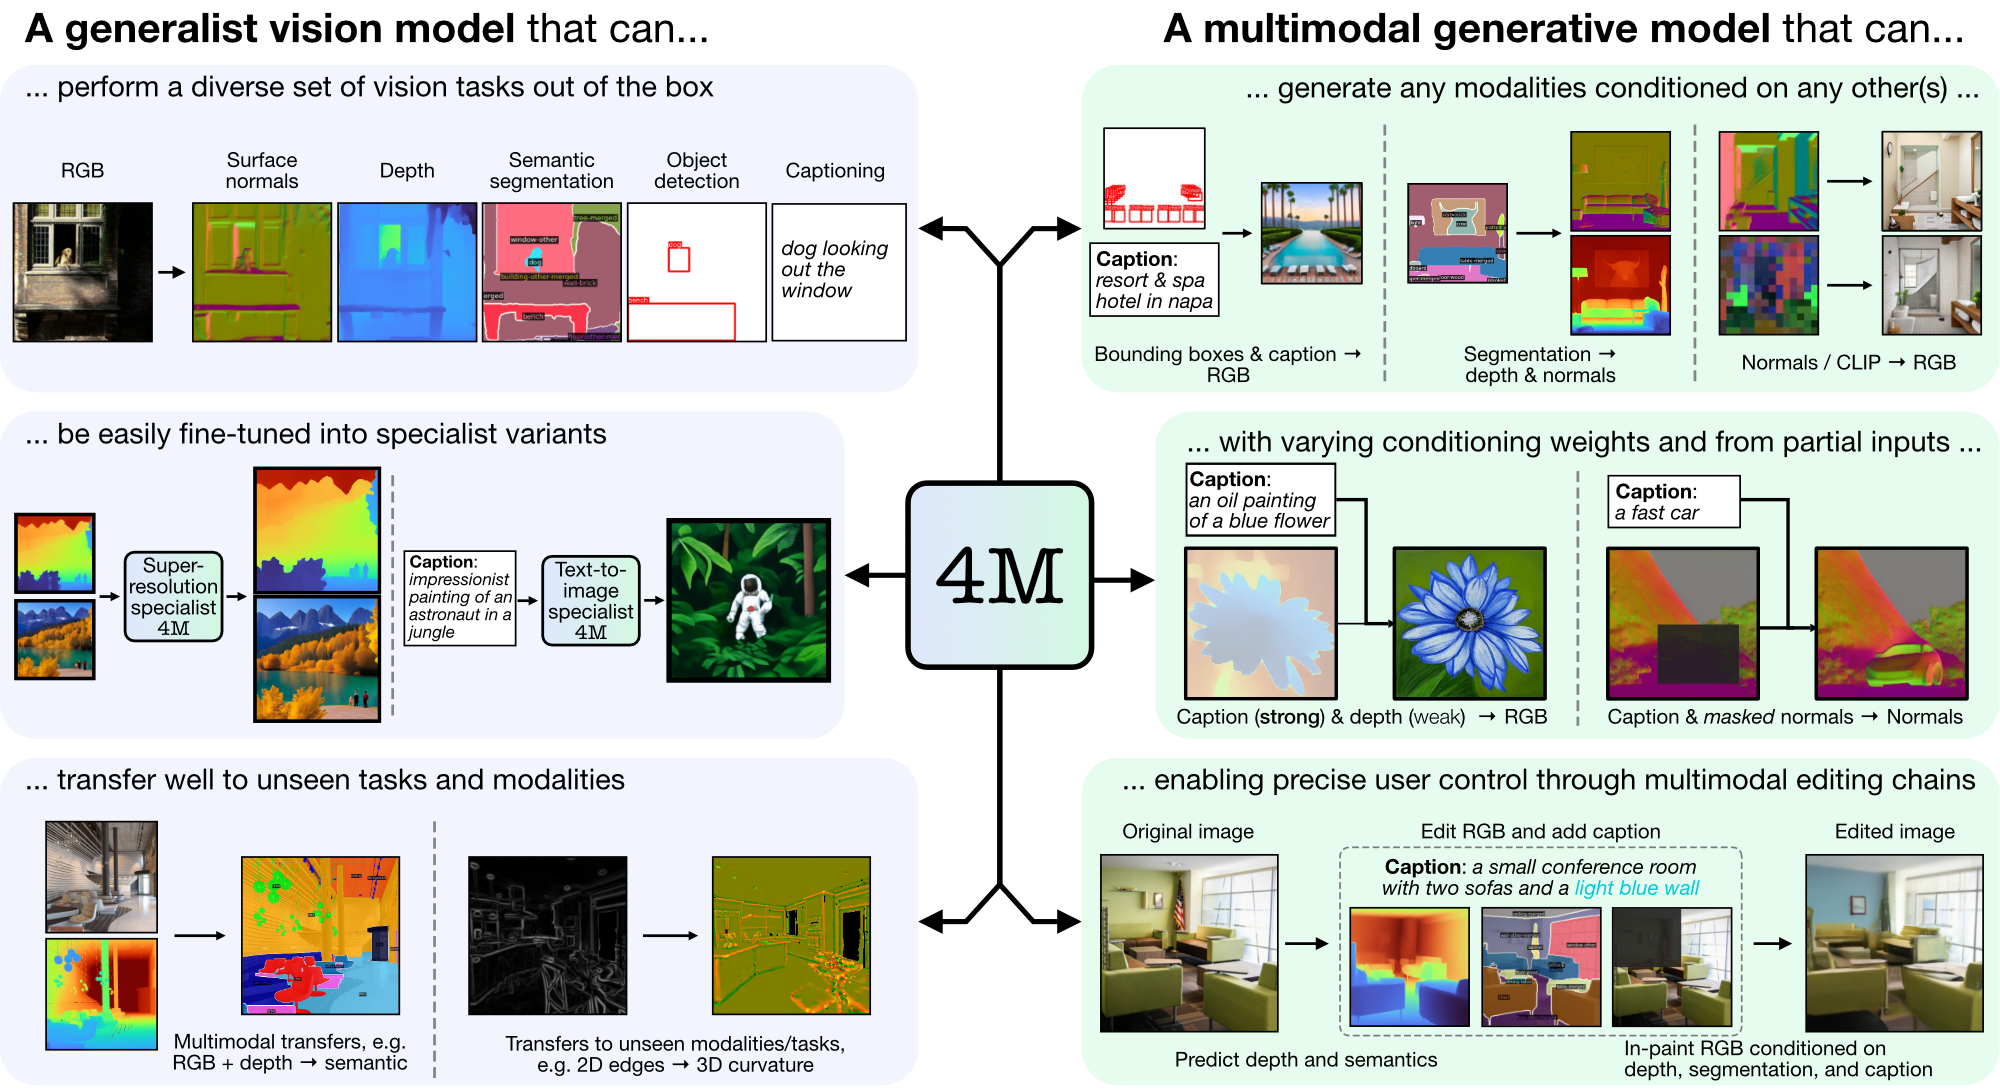 A generalist vision model that can...
... perform a diverse set of vision tasks out of the box
RGB
Surface
normals
Depth
Semantic
segmentation
Object
detection
Captioning
tree-merged
window-other
dog
building-other-merged
wall-brick
bench
dog
bench
dog looking
out the
window
... be easily fine-tuned into specialist variants
Super-
resolution
specialist
4M
Caption:
impressionist
painting of an
astronaut in a
jungle
Text-to-
image
specialist
4M
... transfer well to unseen tasks and modalities
Multimodal transfers, e.g.
RGB + depth → semantic
Transfers to unseen modalities/tasks,
e.g. 2D edges → 3D curvature
4M
A multimodal generative model that can...
... generate any modalities conditioned on any other(s) ...
Caption:
resort & spa
hotel in napa
Bounding boxes & caption →
RGB
Segmentation →
depth & normals
Normals / CLIP → RGB
... with varying conditioning weights and from partial inputs ...
Caption:
an oil painting
of a blue flower
Caption (strong) & depth (weak) → RGB
Caption:
a fast car
Caption & masked normals → Normals
... enabling precise user control through multimodal editing chains
Original image
Edit RGB and add caption
Edited image
Caption: a small conference room
with two sofas and a light blue wall
Predict depth and semantics
In-paint RGB conditioned on
depth, segmentation, and caption